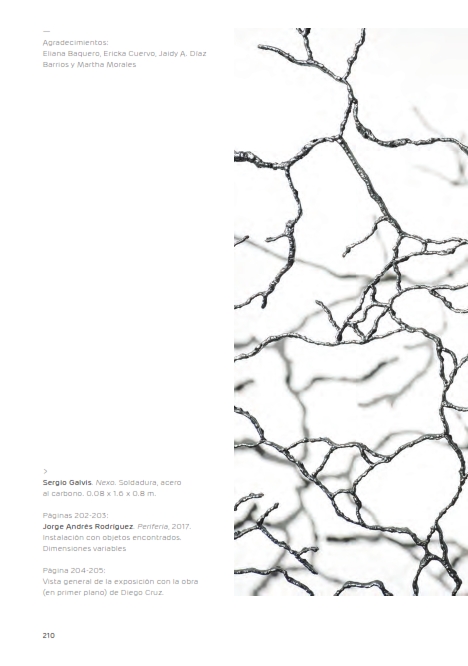 —
Agradecimientos:
Eliana Baquero, Ericka Cuervo, Jaidy A. Díaz
Barrios y Martha Morales
>
Sergio Galvis. Nexo. Soldadura, acero
al carbono. 0.08 x 1.6 x 0.8 m.
Páginas 202-203:
Jorge Andrés Rodríguez. Periferia, 2017.
Instalación con objetos encontrados.
Dimensiones variables
Página 204-205:
Vista general de la exposición con la obra
(en primer plano) de Diego Cruz.
210